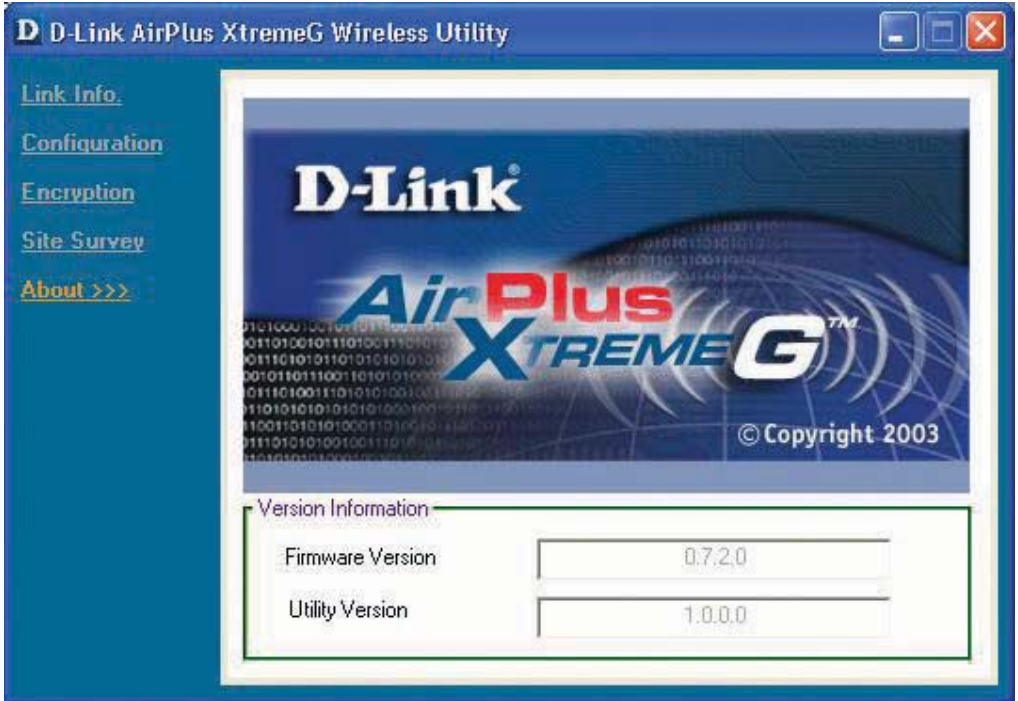 D D-Link AirPlus XtremeG Wireless Utility
Link Info.
Configuration
Encryption
Site Survey
About >>>
D-Link®
AirPlus
XTREME G™
© Copyright 2003
Version Information
Firmware Version 0.7.2.0
Utility Version 1.0.0.0